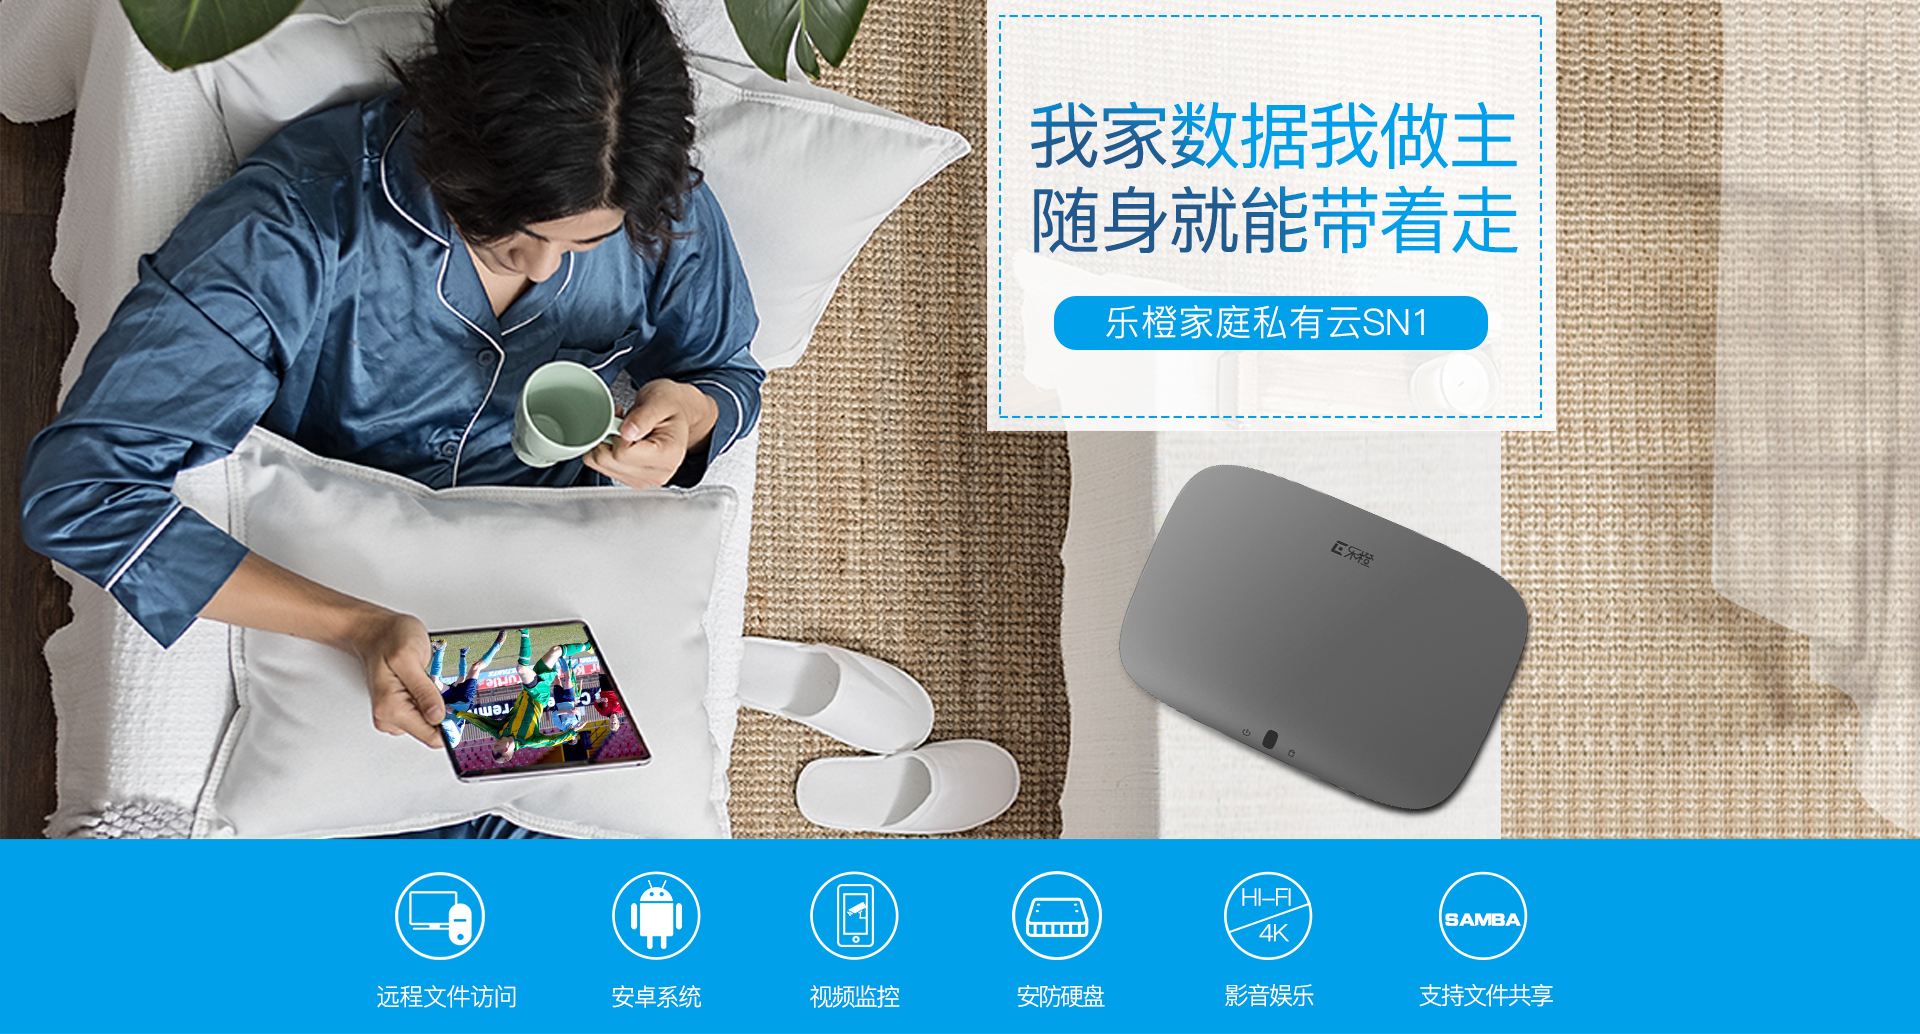 我家数据我做主
随身就能带着走
乐橙家庭私有云SN1
乐橙
Turtle
HI-FI
4K
SAMBA
远程文件访问
安卓系统
视频监控
安防硬盘
影音娱乐
支持文件共享